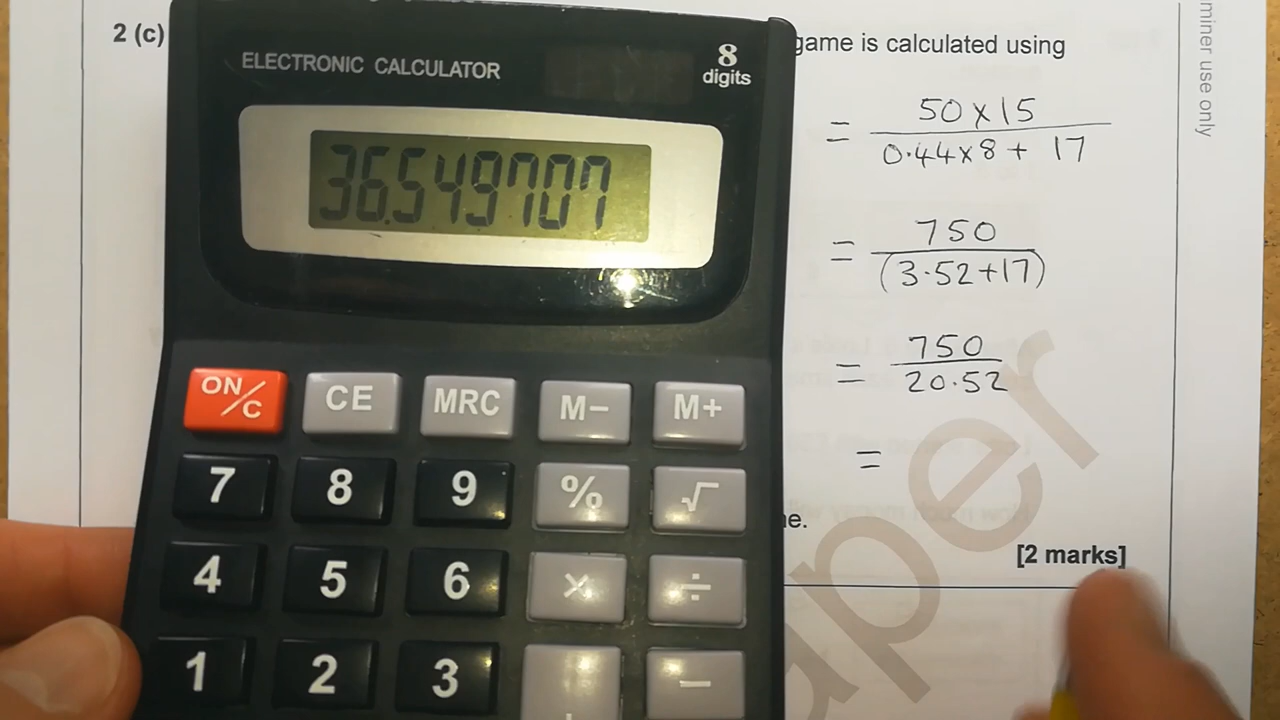 2 (c)
game is calculated using
miner use only
ELECTRONIC CALCULATOR
8
digits
36.549707
= 50 x 15
0.44 x 8 + 17
= 750
(3.52 + 17)
= 750
20.52
=
[2 marks]
ON/C CE MRC M− M+
7 8 9 % √
4 5 6 × ÷
1 2 3 + −